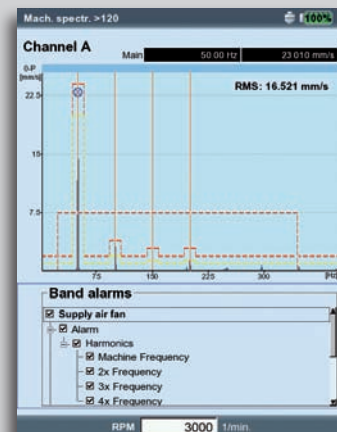 Mach. spectr. >120 100%
Channel A
Main 50.00 Hz 23.010 mm/s
0-P
[mm/s]
RMS: 16.521 mm/s
22.5
15
7.5
75 150 225 300 [Hz]
Band alarms
Supply air fan
Alarm
Harmonics
Machine Frequency
2x Frequency
3x Frequency
4x Frequency
RPM 3000 1/min.